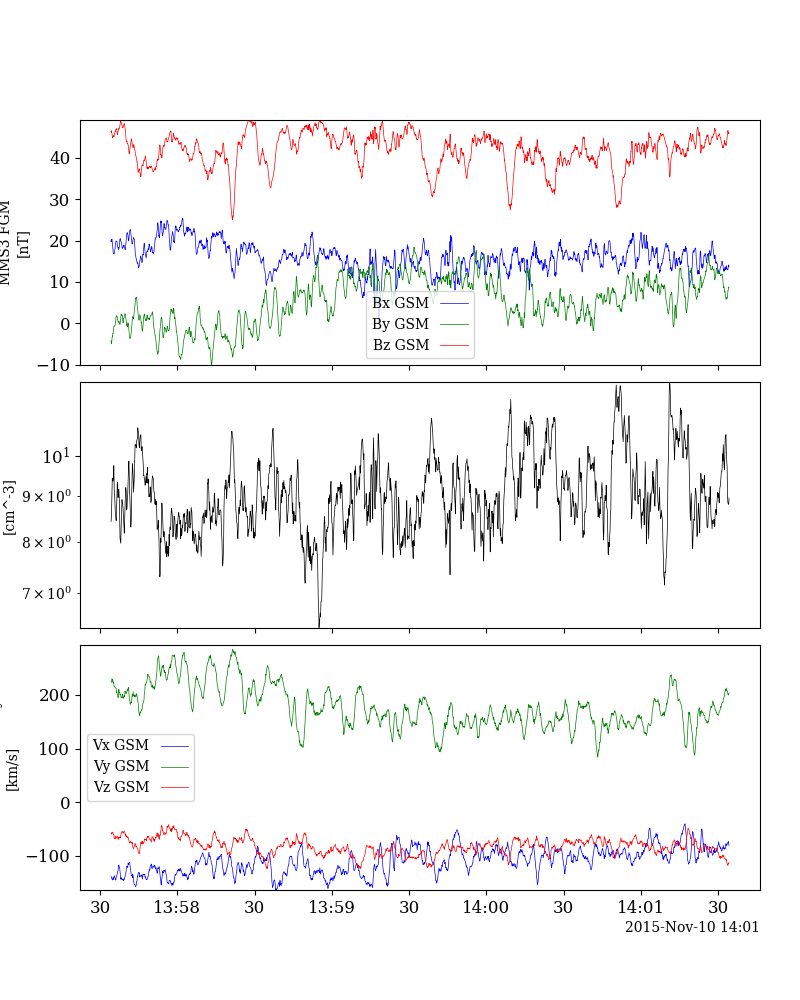 40
30
20
10
0
−10
MMS3 FGM
[nT]
Bx GSM
By GSM
Bz GSM
10¹
9 × 10⁰
8 × 10⁰
7 × 10⁰
[cm^-3]
200
100
0
−100
[km/s]
Vx GSM
Vy GSM
Vz GSM
30 13:58 30 13:59 30 14:00 30 14:01 30
2015-Nov-10 14:01